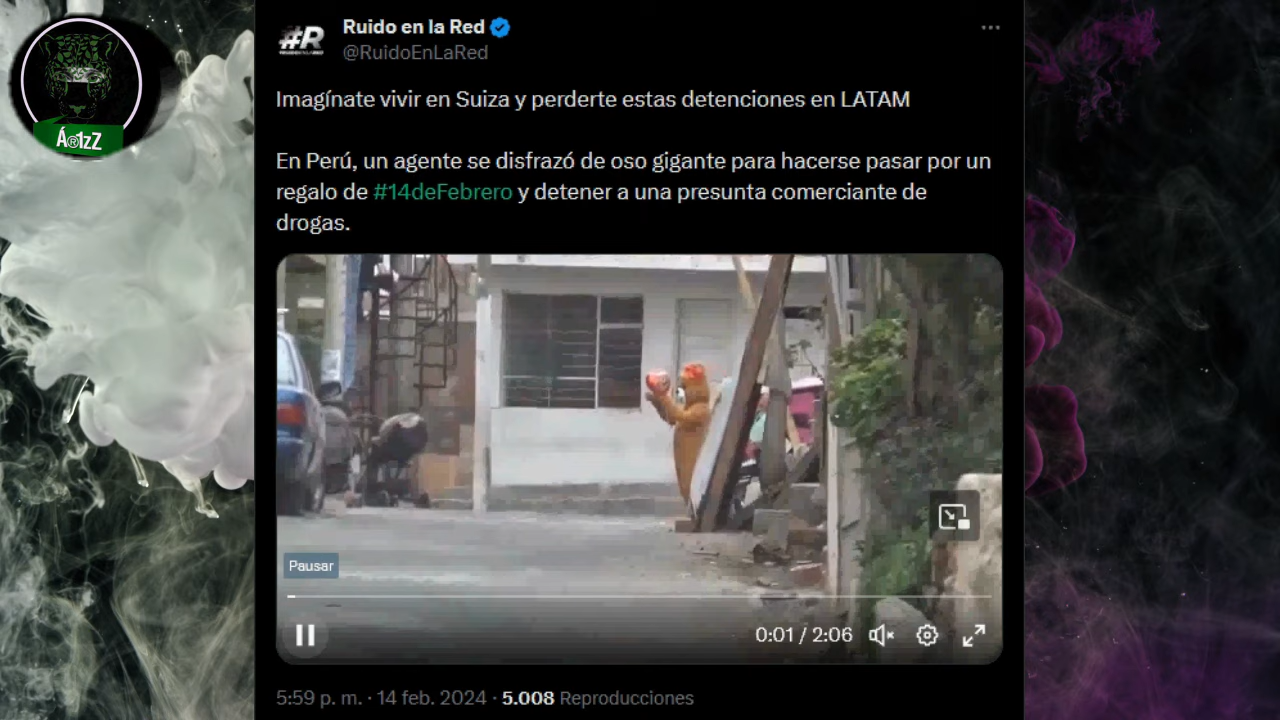 Á®1zZ
#R
Ruido en la Red
@RuidoEnLaRed
Imagínate vivir en Suiza y perderte estas detenciones en LATAM
En Perú, un agente se disfrazó de oso gigante para hacerse pasar por un
regalo de #14deFebrero y detener a una presunta comerciante de
drogas.
Pausar
0:01 / 2:06
5:59 p. m. · 14 feb. 2024 · 5.008 Reproducciones